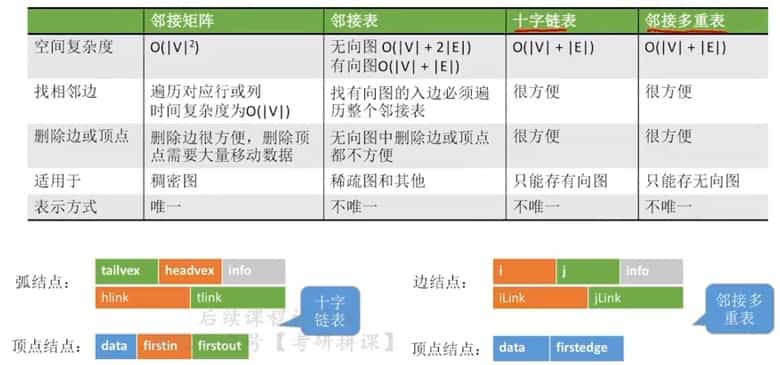 邻接矩阵 邻接表 十字链表 邻接多重表
空间复杂度 O(|V|²) 无向图 O(|V| + 2|E|) O(|V| + |E|) O(|V| + |E|)
有向图O(|V| + |E|)
找相邻边 遍历对应行或列 找有向图的入边必须遍 很方便 很方便
时间复杂度为O(|V|) 历整个邻接表
删除边或顶点 删除边很方便，删除顶 无向图中删除边或顶点 很方便 很方便
点需要大量移动数据 都不方便
适用于 稠密图 稀疏图和其他 只能存有向图 只能存无向图
表示方式 唯一 不唯一 不唯一 不唯一
弧结点： tailvex headvex info
hlink tlink
十字
链表
后续课程
顶点结点： data firstin firstout
号【考研拼课】
边结点： i j info
iLink jLink
邻接多
重表
顶点结点： data firstedge